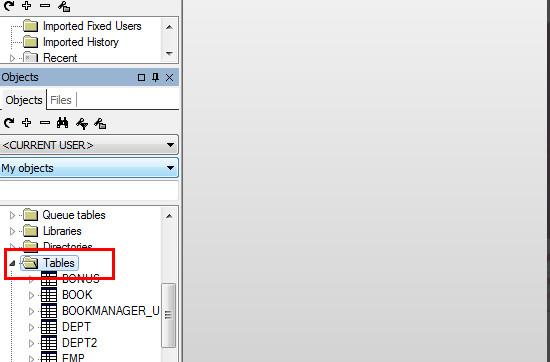 Imported Fixed Users
Imported History
Recent
Objects
Objects Files
<CURRENT USER>
My objects
Queue tables
Libraries
Directories
Tables
BONUS
BOOK
BOOKMANAGER_U
DEPT
DEPT2
EMP